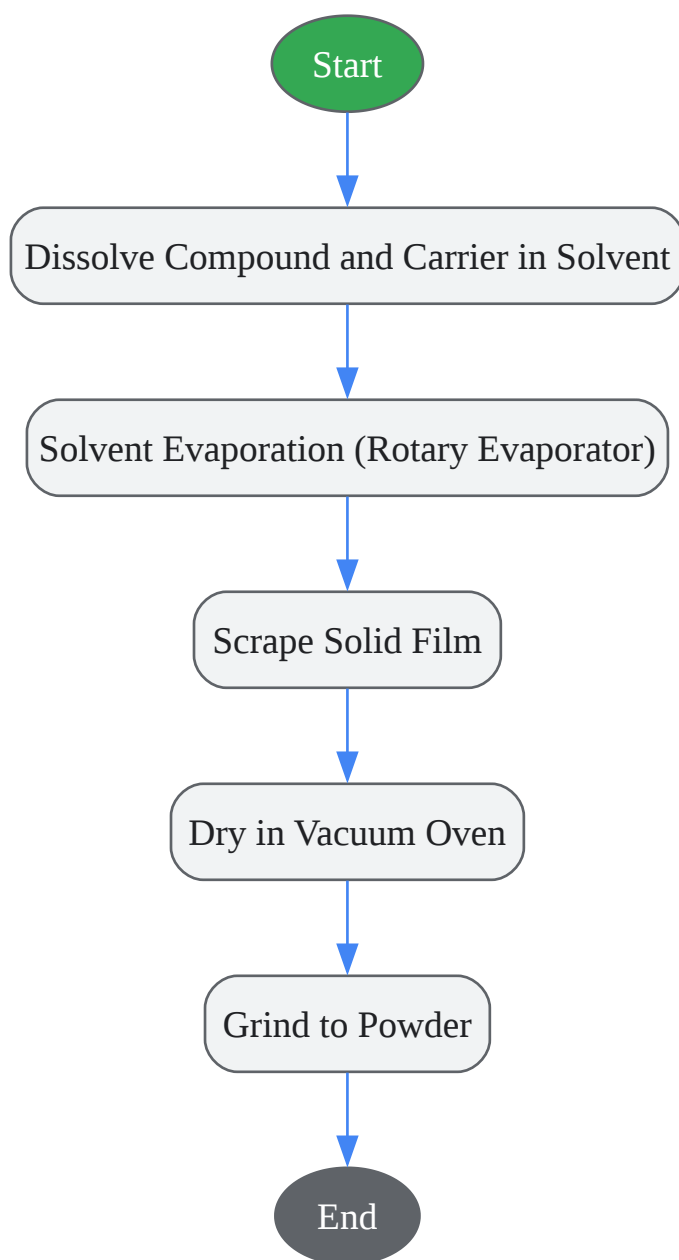 Start
Dissolve Compound and Carrier in Solvent
Solvent Evaporation (Rotary Evaporator)
Scrape Solid Film
Dry in Vacuum Oven
Grind to Powder
End